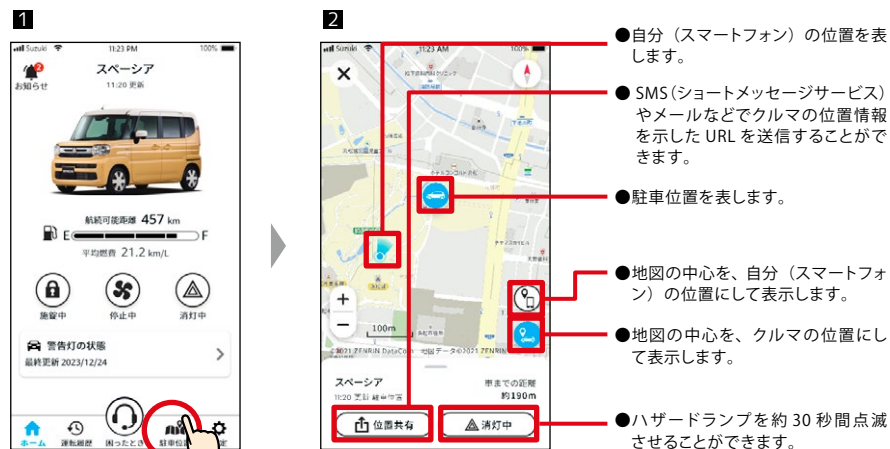 1
Suzuki 11:23 PM 100%
2
お知らせ
スペーシア
11:20 更新
航続可能距離 457 km
E F
平均燃費 21.2 km/L
施錠中 停止中 消灯中
警告灯の状態
最終更新 2023/12/24
ホーム 運転履歴 困ったとき 駐車位置
2
Suzuki 11:23 AM 100%
100m
©2021 ZENRIN DataCom 地図データ©2021 ZENRIN
スペーシア
11:20 更新 駐車位置
車までの距離
約190m
位置共有
消灯中
●自分（スマートフォン）の位置を表
します。
●SMS（ショートメッセージサービス）
やメールなどでクルマの位置情報
を示した URL を送信することがで
きます。
●駐車位置を表します。
●地図の中心を、自分（スマートフォ
ン）の位置にして表示します。
●地図の中心を、クルマの位置にし
て表示します。
●ハザードランプを約 30 秒間点滅
させることができます。